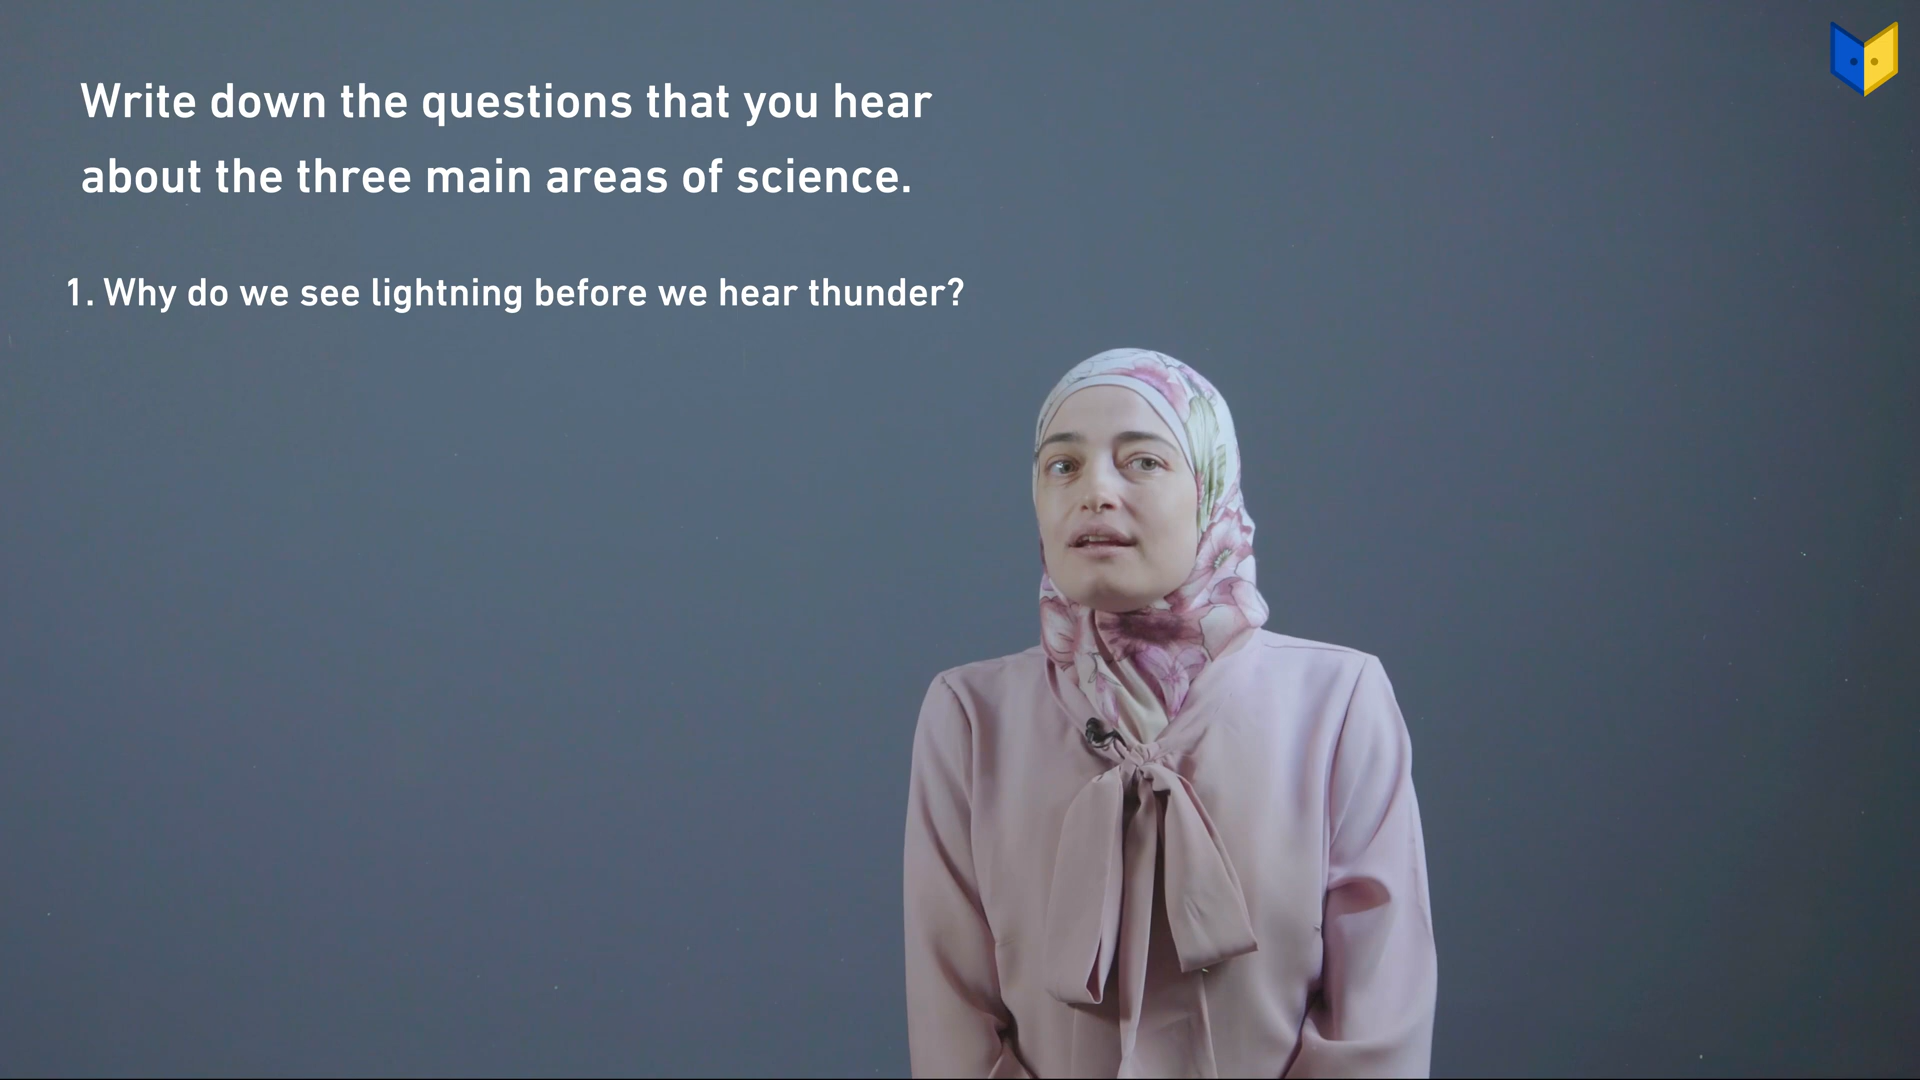 Write down the questions that you hear
about the three main areas of science.
1. Why do we see lightning before we hear thunder?